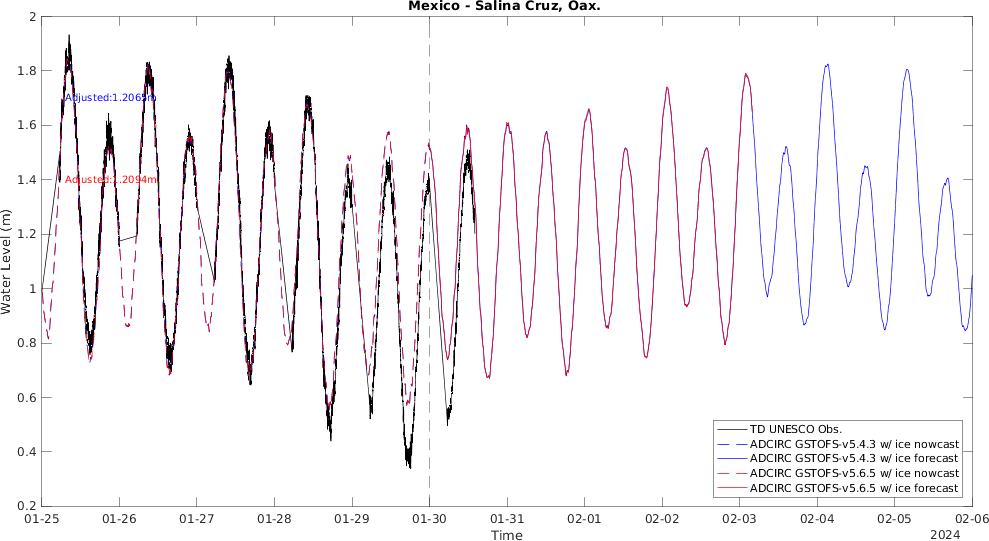 Mexico - Salina Cruz, Oax.
2
1.8
1.6
1.4
1.2
1
0.8
0.6
0.4
0.2
Water Level (m)
Adjusted:1.2065m
Adjusted:1.2094m
TD UNESCO Obs.
ADCIRC GSTOFS-v5.4.3 w/ ice nowcast
ADCIRC GSTOFS-v5.4.3 w/ ice forecast
ADCIRC GSTOFS-v5.6.5 w/ ice nowcast
ADCIRC GSTOFS-v5.6.5 w/ ice forecast
01-25 01-26 01-27 01-28 01-29 01-30 01-31 02-01 02-02 02-03 02-04 02-05 02-06
Time
2024